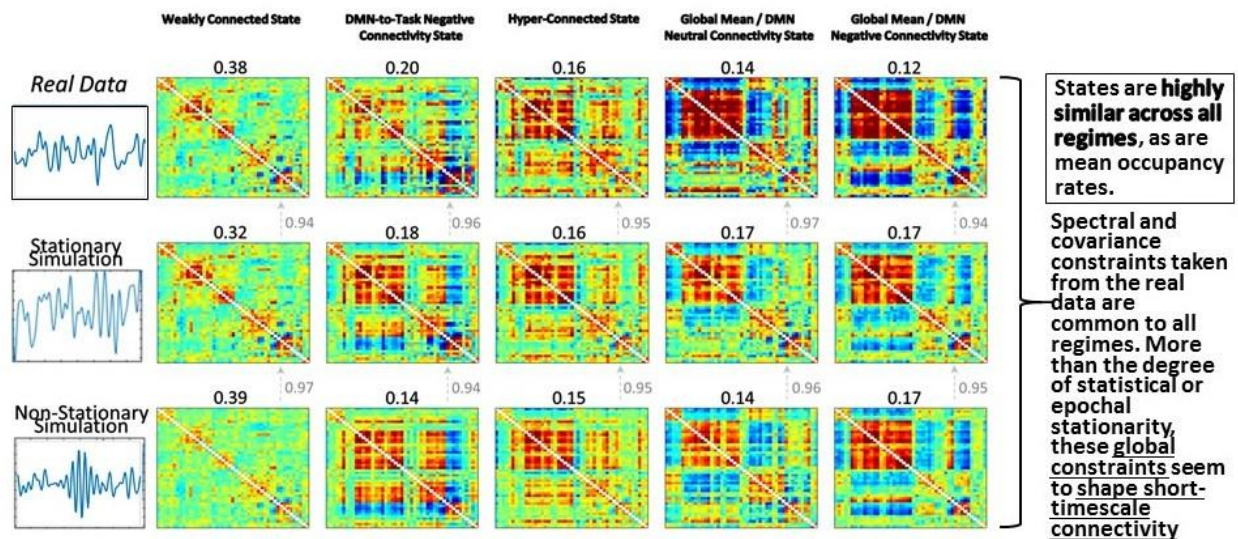 Weakly Connected State
DMN-to-Task Negative
Connectivity State
Hyper-Connected State
Global Mean / DMN
Neutral Connectivity State
Global Mean / DMN
Negative Connectivity State
Real Data
0.38
0.20
0.16
0.14
0.12
0.94
0.96
0.95
0.97
0.94
Stationary
Simulation
0.32
0.18
0.16
0.17
0.17
0.97
0.94
0.95
0.96
0.95
Non-Stationary
Simulation
0.39
0.14
0.15
0.14
0.17
States are highly
similar across all
regimes, as are
mean occupancy
rates.
Spectral and
covariance
constraints taken
from the real
data are
common to all
regimes. More
than the degree
of statistical or
epochal
stationarity,
these global
constraints seem
to shape short-
timescale
connectivity